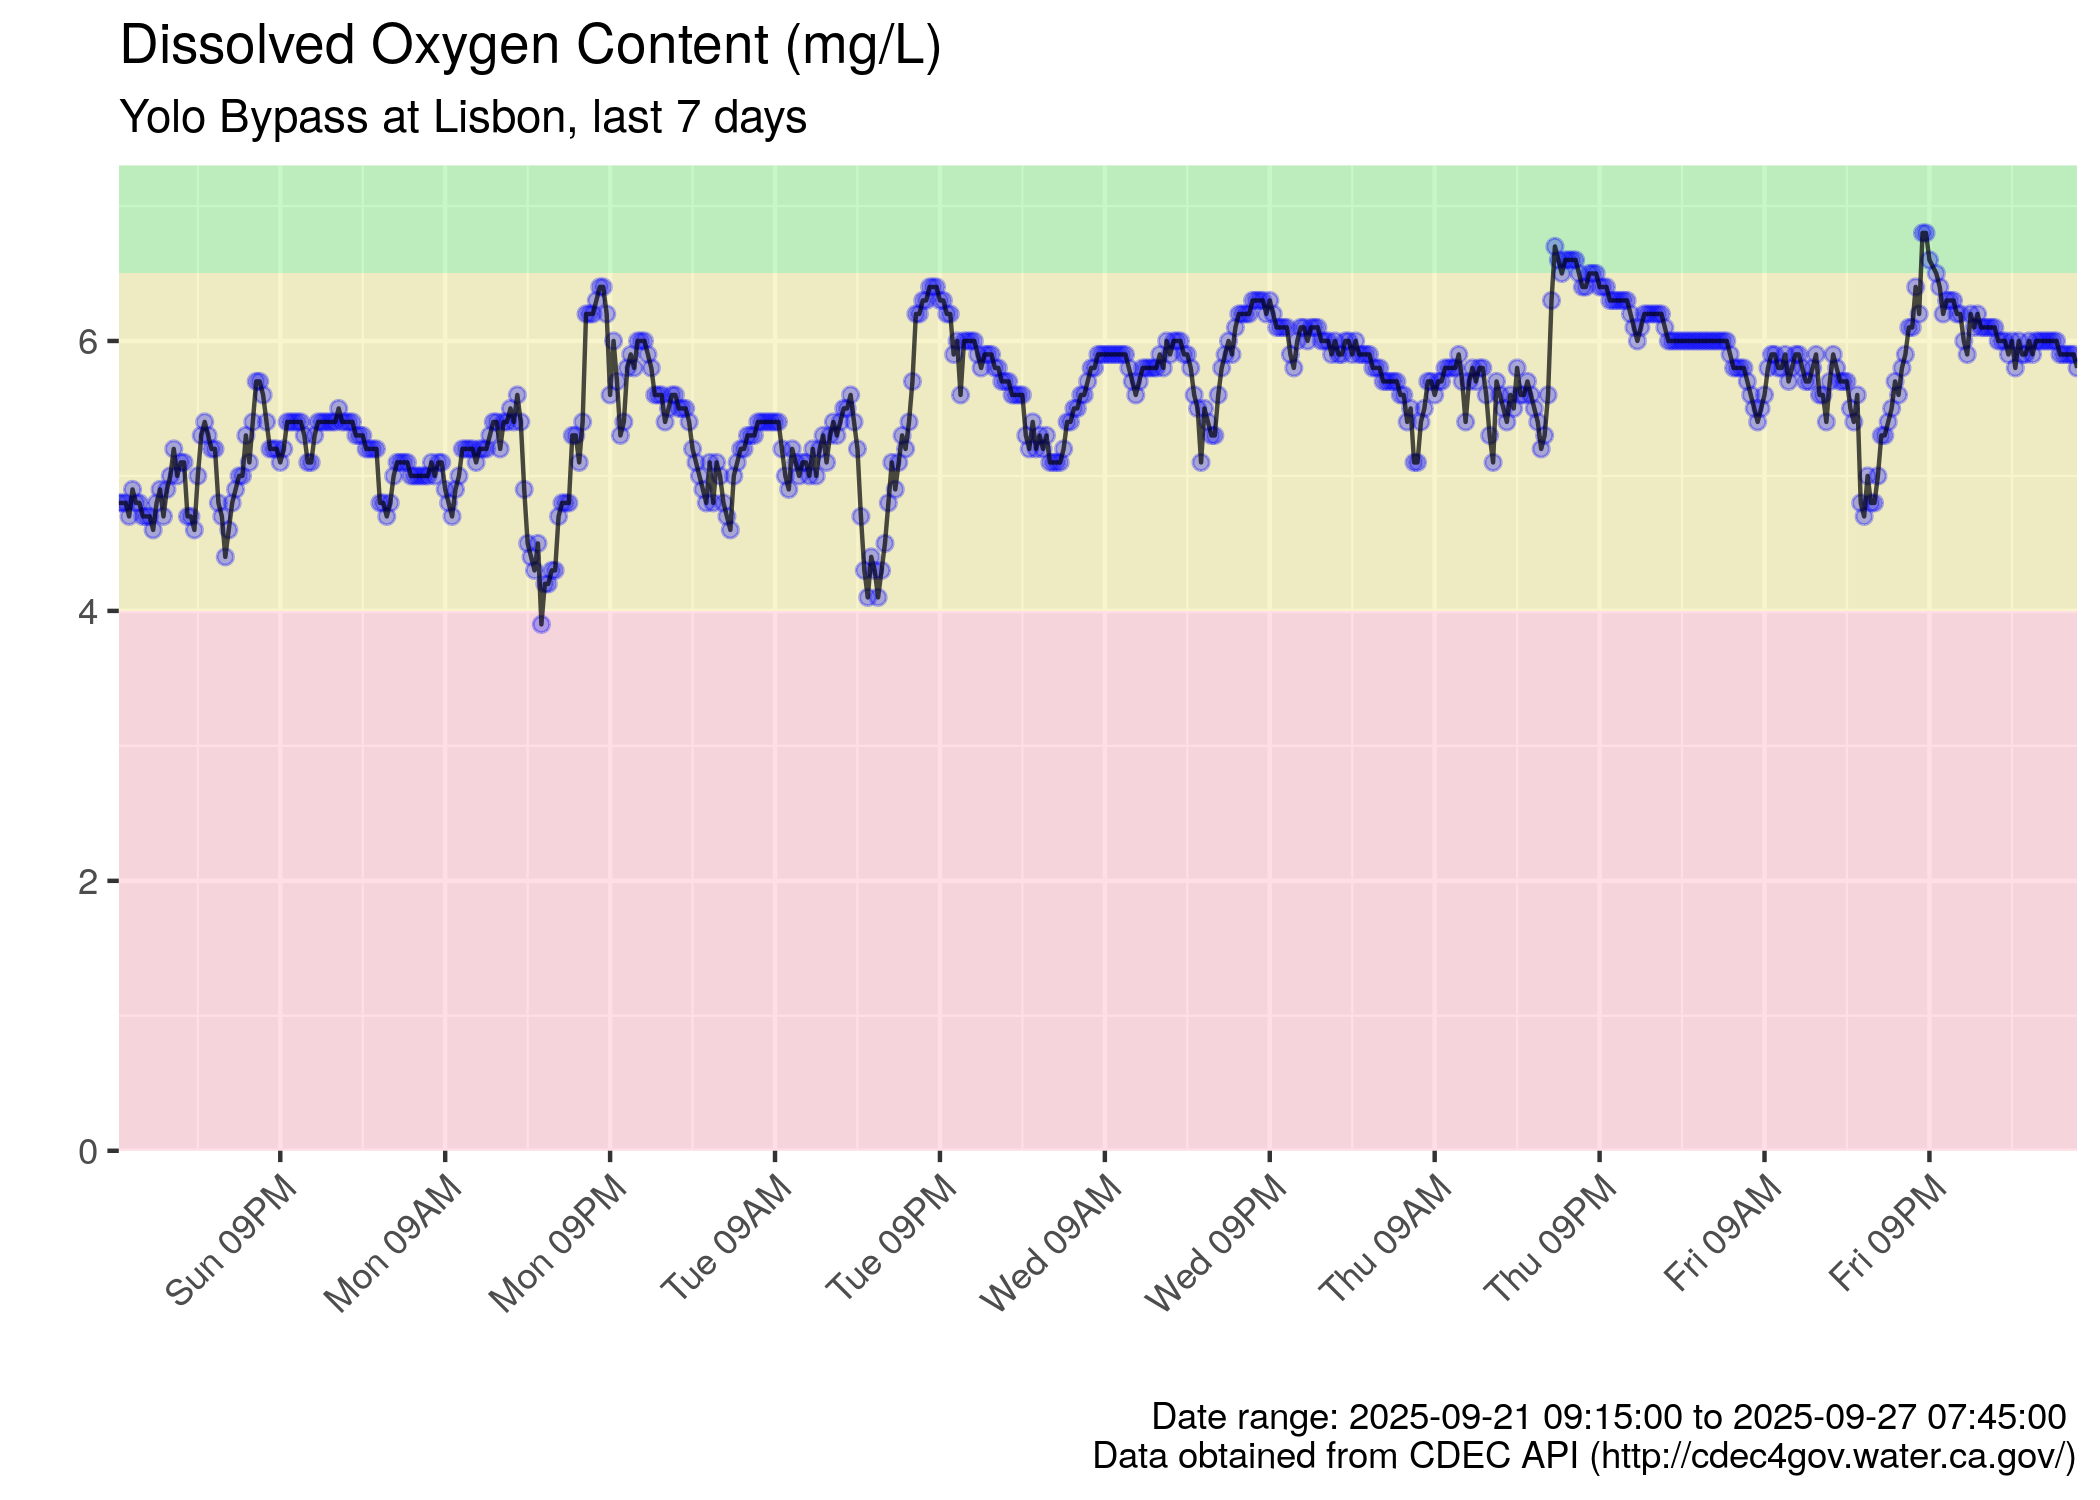 Dissolved Oxygen Content (mg/L)
Yolo Bypass at Lisbon, last 7 days
6
4
2
0
Sun 09PM
Mon 09AM
Mon 09PM
Tue 09AM
Tue 09PM
Wed 09AM
Wed 09PM
Thu 09AM
Thu 09PM
Fri 09AM
Fri 09PM
Date range: 2025-09-21 09:15:00 to 2025-09-27 07:45:00
Data obtained from CDEC API (http://cdec4gov.water.ca.gov/)